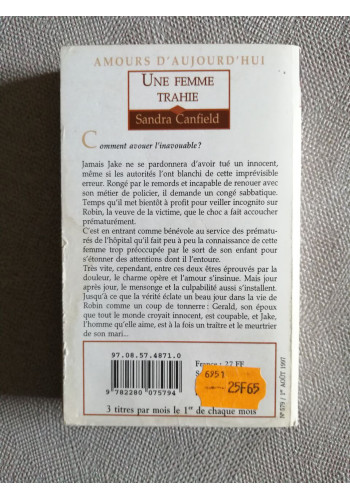 AMOURS D'AUJOURD'HUI
UNE FEMME
TRAHIE
Sandra Canfield
Comment avouer l'inavouable ?
Jamais Jake ne se pardonnera d'avoir tué un innocent,
même si les autorités l'ont blanchi de cette imprévisible
erreur. Rongé par le remords et incapable de renouer avec
son métier de policier, il demande un congé sabbatique.
Temps qu'il met bientôt à profit pour veiller incognito sur
Robin, la veuve de la victime, que le choc a fait accoucher
prématurément.
C'est en entrant comme bénévole au service des prématu-
rés de l'hôpital qu'il fait peu à peu la connaissance de cette
femme trop préoccupée par le sort de son enfant pour
s'étonner des attentions dont il l'entoure.
Très vite, cependant, entre ces deux êtres éprouvés par la
douleur, le charme opère et l'amour s'insinue. Mais jour
après jour, le mensonge et la culpabilité aussi s'installent.
Jusqu'à ce que la vérité éclate un beau jour dans la vie de
Robin comme un coup de tonnerre : Gerald, son époux
que tout le monde croyait innocent, est coupable, et Jake,
l'homme qu'elle aime, est à la fois un traître et le meurtrier
de son mari...
97.08.57.4871.0
France : 22 FF
6951
25F65
9 782280 075794
3 titres par mois le 1er de chaque mois
N° 579 / 1er AOÛT 1997